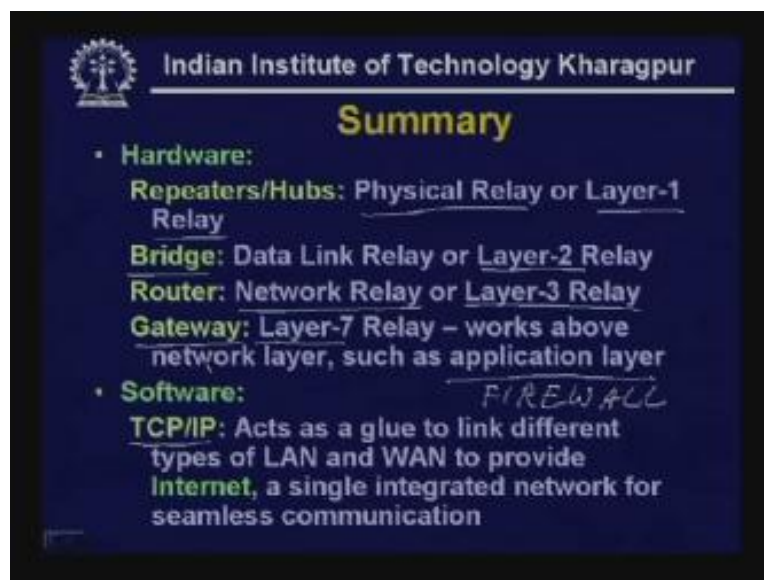 Indian Institute of Technology Kharagpur
Summary
• Hardware:
Repeaters/Hubs: Physical Relay or Layer-1
Relay
Bridge: Data Link Relay or Layer-2 Relay
Router: Network Relay or Layer-3 Relay
Gateway: Layer-7 Relay – works above
network layer, such as application layer
FIREWALL
• Software:
TCP/IP: Acts as a glue to link different
types of LAN and WAN to provide
Internet, a single integrated network for
seamless communication